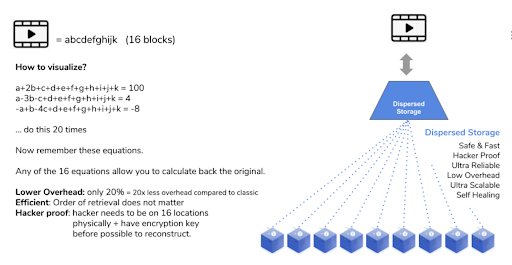 = abcdefghijk (16 blocks)
How to visualize?
a+2b+c+d+e+f+g+h+i+j+k = 100
a-3b-c+d+e+f+g+h+i+j+k = 4
-a+b-4c+d+e+f+g+h+i+j+k = -8
... do this 20 times
Now remember these equations.
Any of the 16 equations allow you to calculate back the original.
Lower Overhead: only 20% = 20x less overhead compared to classic
Efficient: Order of retrieval does not matter
Hacker proof: hacker needs to be on 16 locations
physically + have encryption key
before possible to reconstruct.
Dispersed
Storage
Dispersed Storage
Safe & Fast
Hacker Proof
Ultra Reliable
Low Overhead
Ultra Scalable
Self Healing